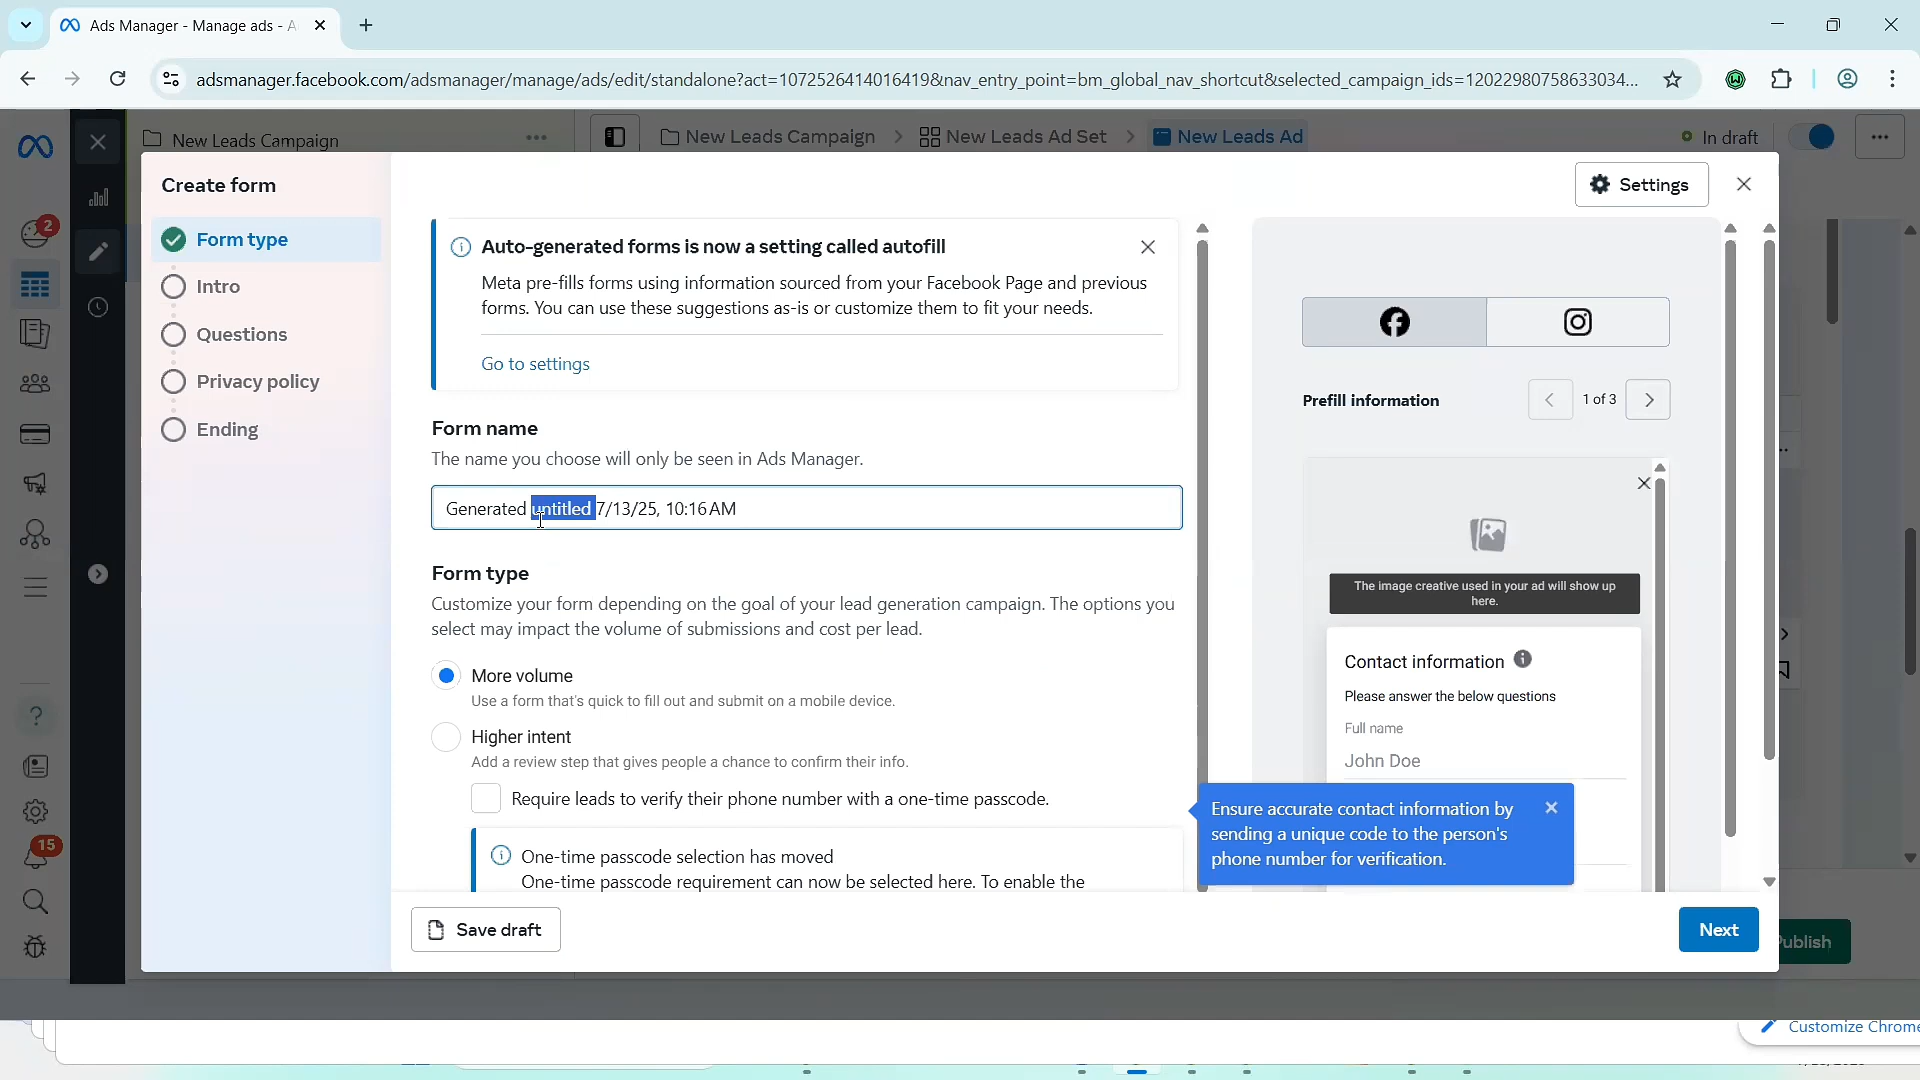 Ads Manager - Manage ads - A
adsmanager.facebook.com/adsmanager/manage/ads/edit/standalone?act=1072526414016419&nav_entry_point=bm_global_nav_shortcut&selected_campaign_ids=12022980758633034...
New Leads Campaign
New Leads Campaign
New Leads Ad Set
New Leads Ad
In draft
Create form
Settings
Form type
Intro
Questions
Privacy policy
Ending
2
15
Auto-generated forms is now a setting called autofill
Meta pre-fills forms using information sourced from your Facebook Page and previous
forms. You can use these suggestions as-is or customize them to fit your needs.
Go to settings
Form name
The name you choose will only be seen in Ads Manager.
Generated untitled 7/13/25, 10:16 AM
Form type
Customize your form depending on the goal of your lead generation campaign. The options you
select may impact the volume of submissions and cost per lead.
More volume
Use a form that's quick to fill out and submit on a mobile device.
Higher intent
Add a review step that gives people a chance to confirm their info.
Require leads to verify their phone number with a one-time passcode.
One-time passcode selection has moved
One-time passcode requirement can now be selected here. To enable the
Prefill information
1 of 3
The image creative used in your ad will show up
here.
Contact information
Please answer the below questions
Full name
John Doe
Ensure accurate contact information by
sending a unique code to the person's
phone number for verification.
Save draft
Next
Publish
Customize Chrome